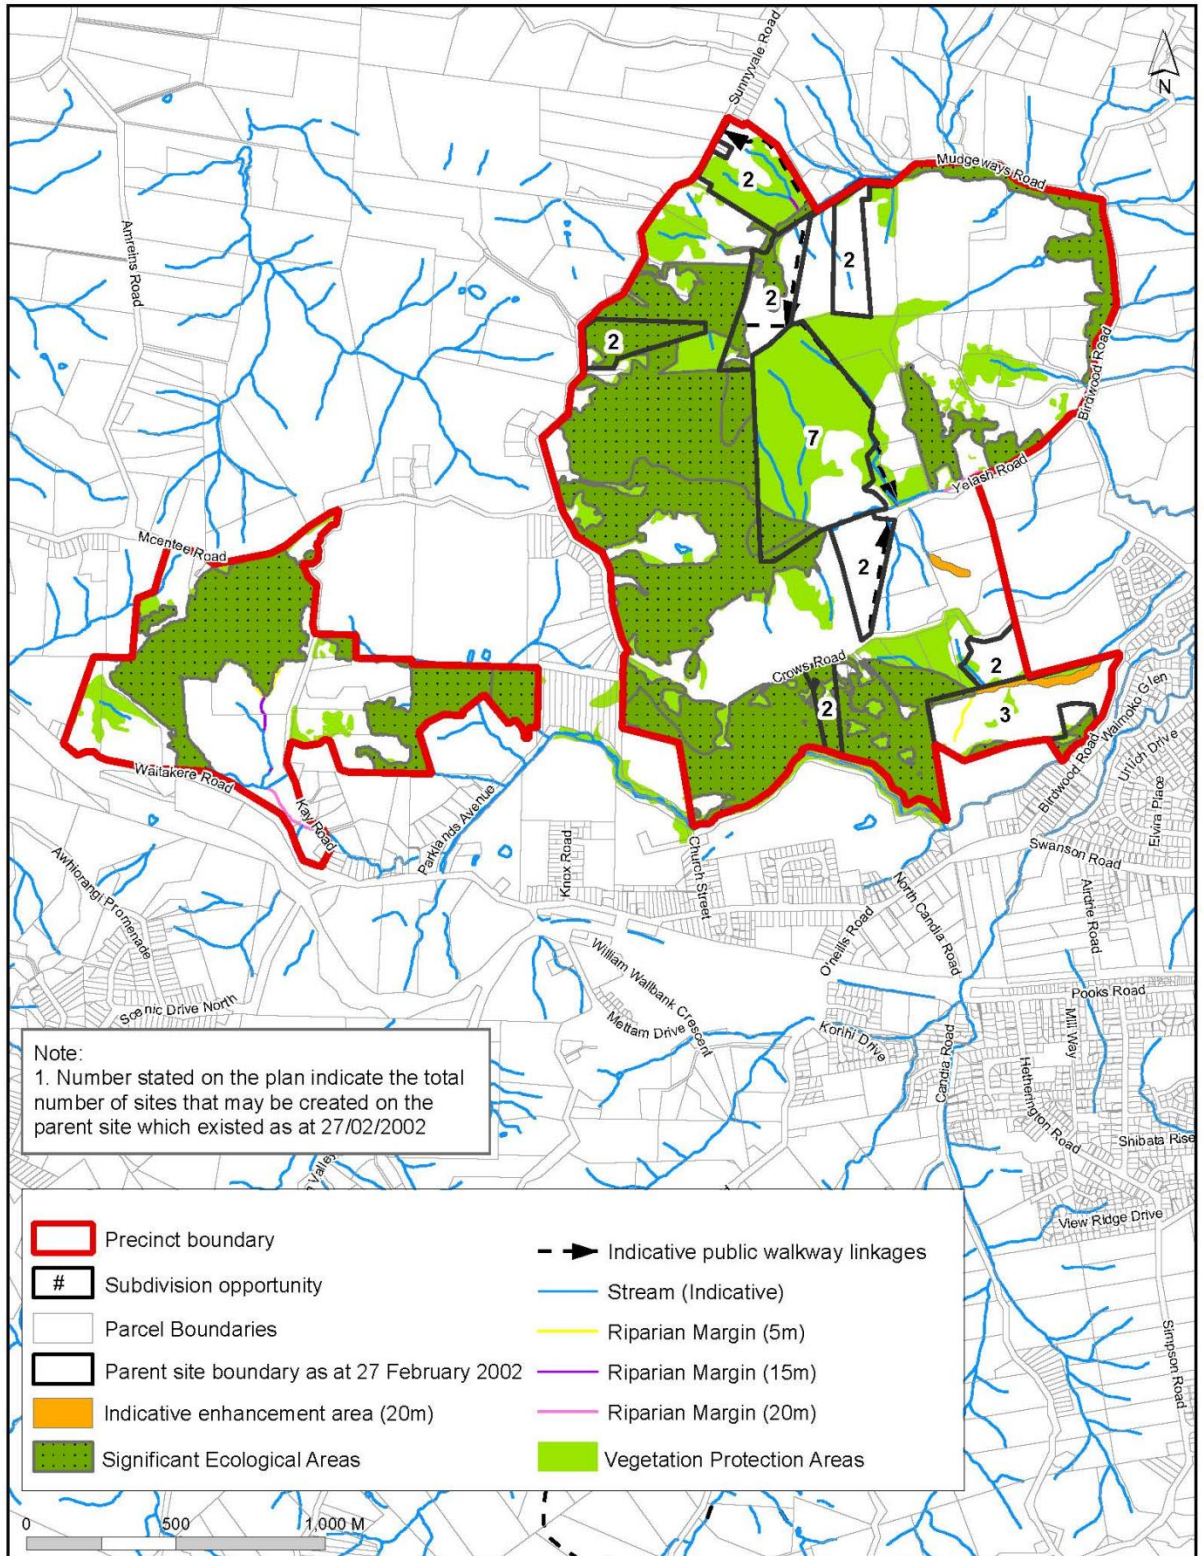 Sunnyvale Road
N
Mudgeways Road
Amreins Road
2
2
2
2
Birdwood Road
7
Yelash Road
Mcentee Road
2
Crows Road
2
2
3
Waimoko Glen
Urlich Drive
Birdwood Road
Elvira Place
Waitakere Road
Kay Road
Parklands Avenue
Knox Road
Church Street
Swanson Road
Awhiorangi Promenade
North Candia Road
Airdrie Road
O'neills Road
William Wallbank Crescent
Pooks Road
Scenic Drive North
Mettam Drive
Korihi Drive
Mill Way
Candia Road
Hetherington Road
Shibata Rise
View Ridge Drive
Simpson Road
Valley
Note:
1. Number stated on the plan indicate the total
number of sites that may be created on the
parent site which existed as at 27/02/2002
Precinct boundary
# Subdivision opportunity
Parcel Boundaries
Parent site boundary as at 27 February 2002
Indicative enhancement area (20m)
Significant Ecological Areas
Indicative public walkway linkages
Stream (Indicative)
Riparian Margin (5m)
Riparian Margin (15m)
Riparian Margin (20m)
Vegetation Protection Areas
0 500 1,000 M